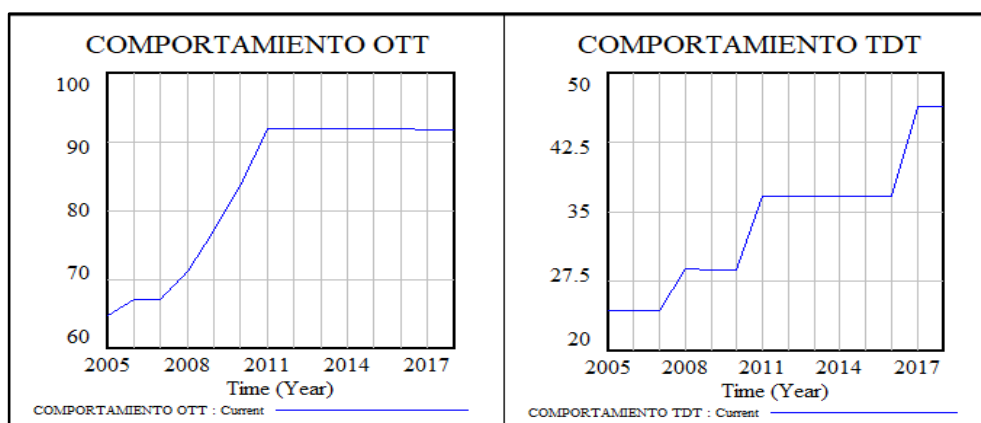 COMPORTAMIENTO OTT
100
90
80
70
60
2005 2008 2011 2014 2017
Time (Year)
COMPORTAMIENTO OTT : Current
COMPORTAMIENTO TDT
50
42.5
35
27.5
20
2005 2008 2011 2014 2017
Time (Year)
COMPORTAMIENTO TDT : Current